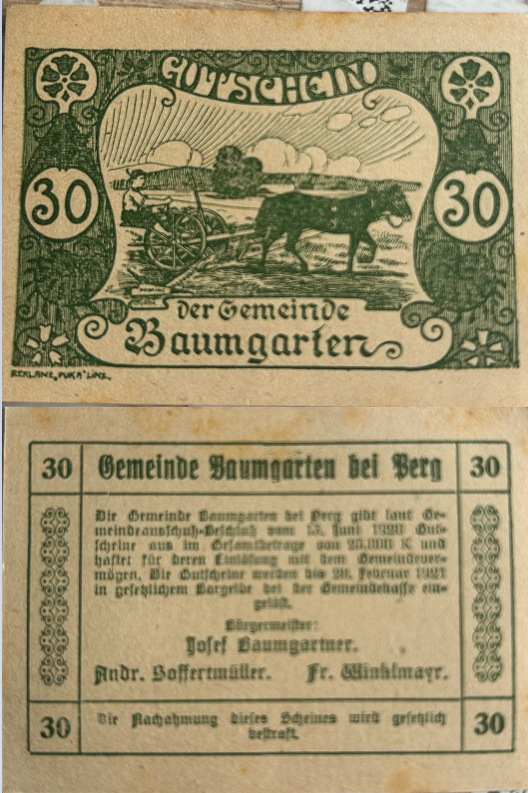 GUTSCHEIN
30
30
der Gemeinde
Baumgarten
REKLAME "PUKA" LINZ.
30
Gemeinde Baumgarten bei Perg
30
Die Gemeinde Baumgarten bei Perg gibt laut Ge-
meindeausschuß-Beschluß vom 13. Juni 1920 Gut-
scheine aus im Gesamtbetrage von 25.000 K und
haftet für deren Einlösung mit dem Gemeindever-
mögen. Die Gutscheine werden bis 28. Februar 1921
in gesetzlichem Bargelde bei der Gemeindekasse ein-
gelöst.
Bürgermeister:
Josef Baumgartner.
Andr. Hoffertmüller. Fr. Winklmayr.
30
Die Nachahmung dieses Scheines wird gesetzlich
bestraft.
30